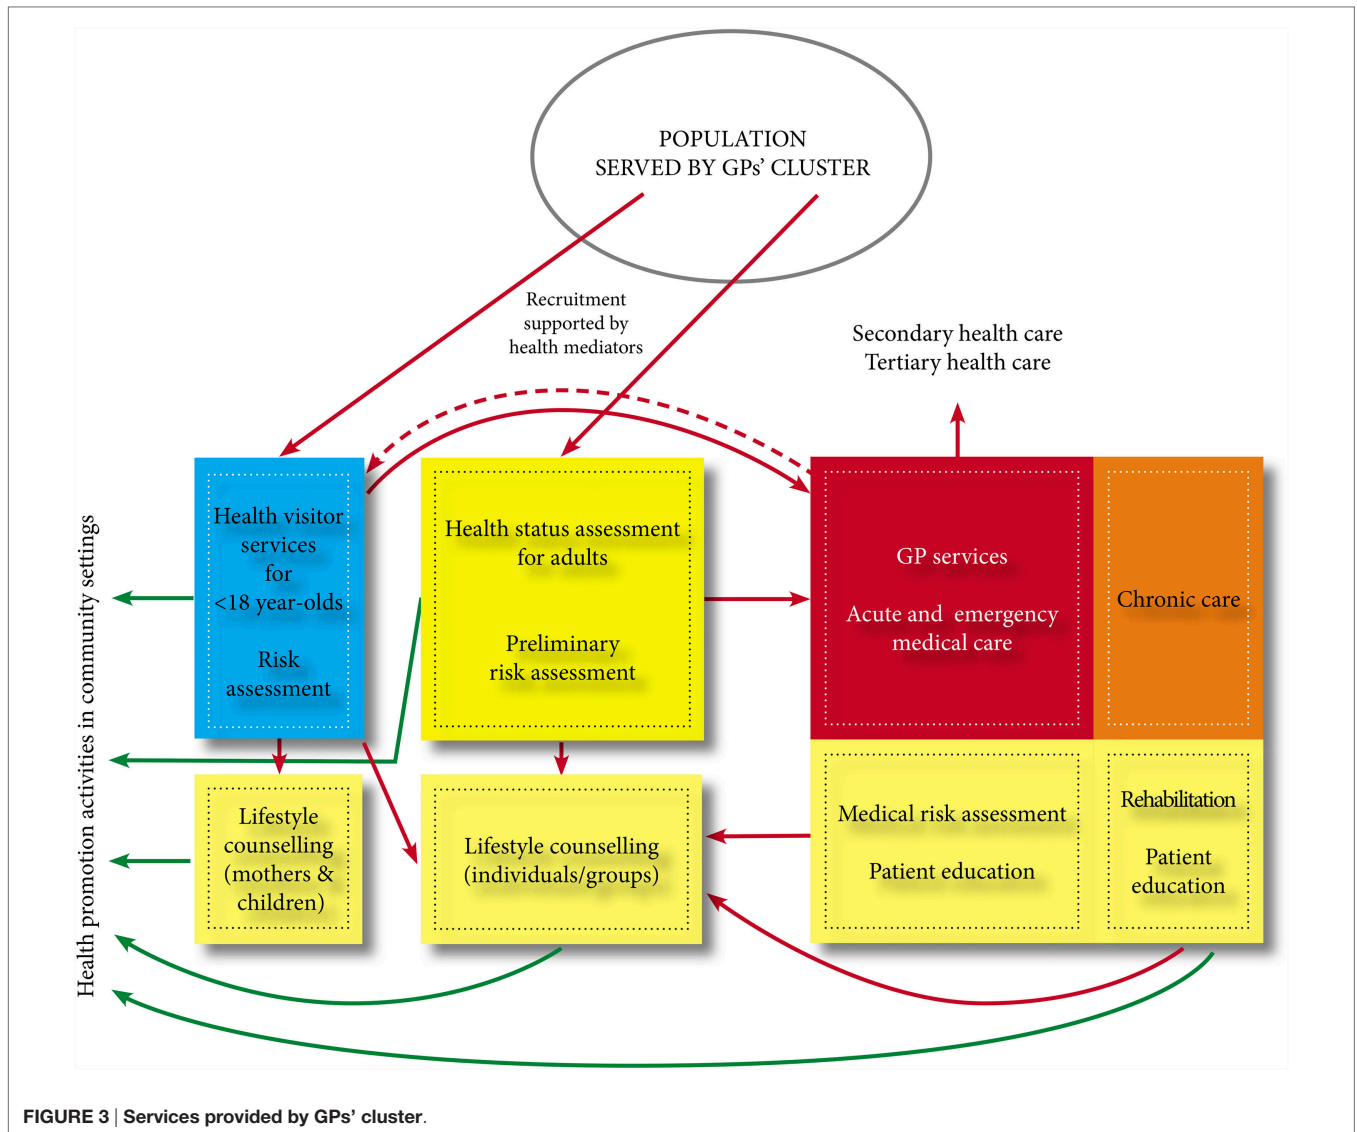 POPULATION
SERVED BY GPs’ CLUSTER
Recruitment
supported by
health mediators
Secondary health care
Tertiary health care
Health promotion activities in community settings
Health visitor
services
for
<18 year-olds
Risk
assessment
Health status assessment
for adults
Preliminary
risk assessment
GP services
Acute and emergency
medical care
Chronic care
Lifestyle
counselling
(mothers &
children)
Lifestyle counselling
(individuals/groups)
Medical risk assessment
Patient education
Rehabilitation
Patient
education
FIGURE 3 | Services provided by GPs’ cluster.